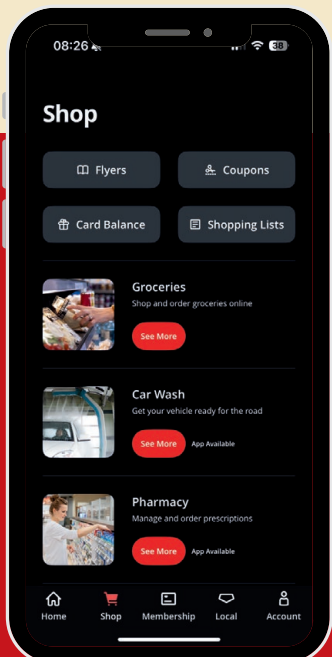 08:26
38
Shop
Flyers
Coupons
Card Balance
Shopping Lists
Groceries
Shop and order groceries online
See More
Car Wash
Get your vehicle ready for the road
See More App Available
Pharmacy
Manage and order prescriptions
See More App Available
Home Shop Membership Local Account